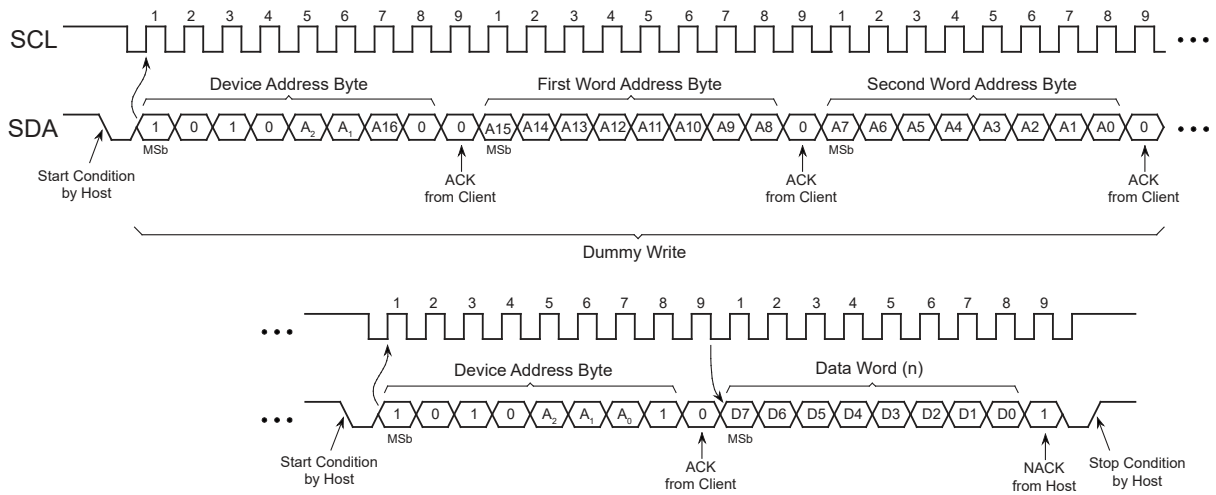 SCL 1 2 3 4 5 6 7 8 9 1 2 3 4 5 6 7 8 9 1 2 3 4 5 6 7 8 9
Device Address Byte First Word Address Byte Second Word Address Byte
SDA 1 0 1 0 A2 A1 A16 0 0 A15 A14 A13 A12 A11 A10 A9 A8 0 A7 A6 A5 A4 A3 A2 A1 A0 0
MSb MSb MSb
Start Condition
by Host
ACK
from Client
ACK
from Client
ACK
from Client
Dummy Write
1 2 3 4 5 6 7 8 9 1 2 3 4 5 6 7 8 9
Device Address Byte Data Word (n)
1 0 1 0 A2 A1 A0 1 0 D7 D6 D5 D4 D3 D2 D1 D0 1
MSb MSb
Start Condition
by Host
ACK
from Client
NACK
from Host
Stop Condition
by Host